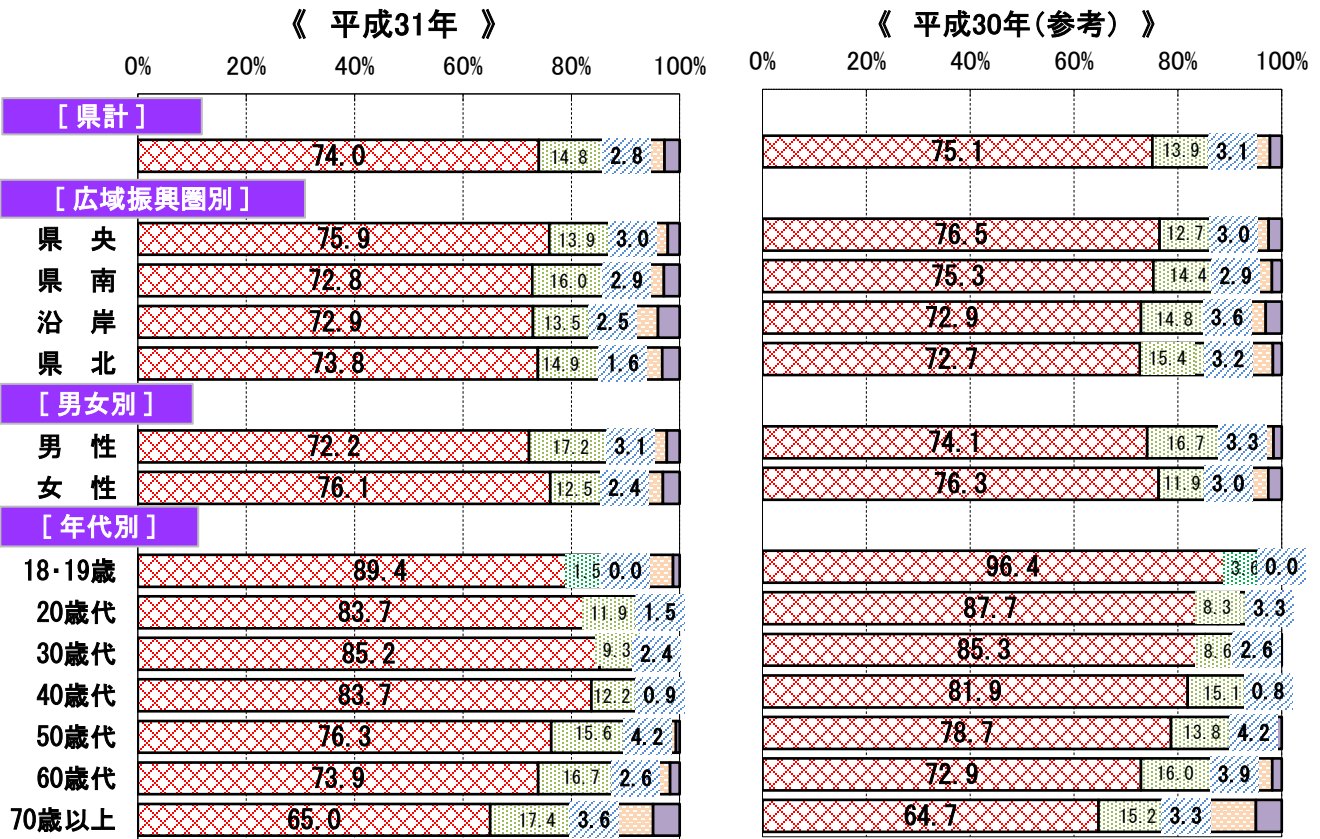 《 平成31年 》 《 平成30年(参考) 》
0% 20% 40% 60% 80% 100% 0% 20% 40% 60% 80% 100%
[ 県計 ]
74.0 14.8 2.8 75.1 13.9 3.1
[ 広域振興圏別 ]
県 央 75.9 13.9 3.0 76.5 12.7 3.0
県 南 72.8 16.0 2.9 75.3 14.4 2.9
沿 岸 72.9 13.5 2.5 72.9 14.8 3.6
県 北 73.8 14.9 1.6 72.7 15.4 3.2
[ 男女別 ]
男 性 72.2 17.2 3.1 74.1 16.7 3.3
女 性 76.1 12.5 2.4 76.3 11.9 3.0
[ 年代別 ]
18・19歳 89.4 1.5 0.0 96.4 3.6 0.0
20歳代 83.7 11.9 1.5 87.7 8.3 3.3
30歳代 85.2 9.3 2.4 85.3 8.6 2.6
40歳代 83.7 12.2 0.9 81.9 15.1 0.8
50歳代 76.3 15.6 4.2 78.7 13.8 4.2
60歳代 73.9 16.7 2.6 72.9 16.0 3.9
70歳以上 65.0 17.4 3.6 64.7 15.2 3.3